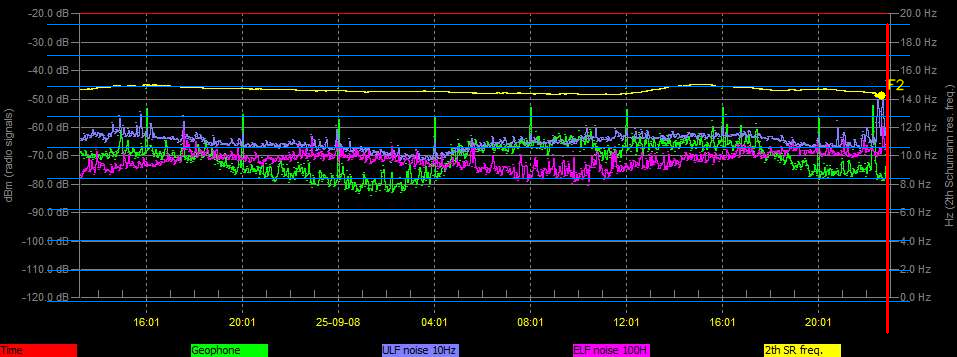 -20.0 dB
20.0 Hz
-30.0 dB
18.0 Hz
-40.0 dB
16.0 Hz
F2
-50.0 dB
14.0 Hz
-60.0 dB
12.0 Hz
-70.0 dB
10.0 Hz
-80.0 dB
8.0 Hz
-90.0 dB
6.0 Hz
-100.0 dB
4.0 Hz
-110.0 dB
2.0 Hz
-120.0 dB
0.0 Hz
dBm (radio signals)
Hz (2th Schumann res. freq.)
16:01 20:01 25-09-08 04:01 08:01 12:01 16:01 20:01
Time Geophone ULF noise 10Hz ELF noise 100H 2th SR freq.